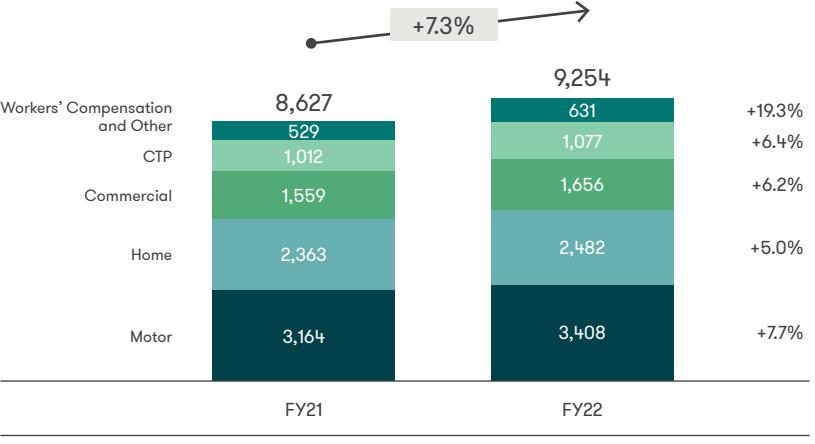 +7.3%
8,627
9,254
Workers’ Compensation
and Other
529
631
+19.3%
CTP
1,012
1,077
+6.4%
Commercial
1,559
1,656
+6.2%
Home
2,363
2,482
+5.0%
Motor
3,164
3,408
+7.7%
FY21
FY22